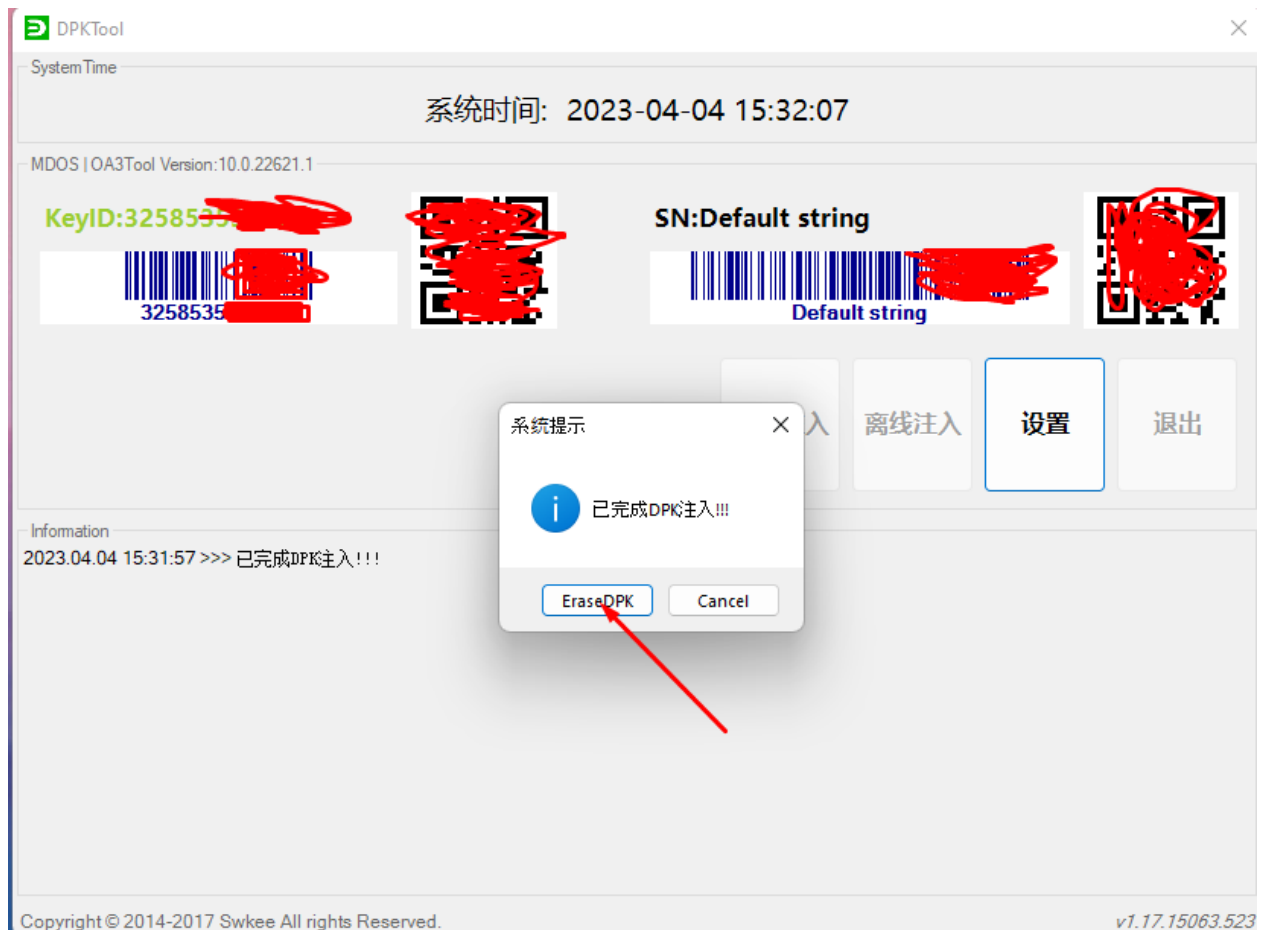 DPKTool
SystemTime
系统时间: 2023-04-04 15:32:07
MDOS | OA3Tool Version:10.0.22621.1
KeyID:3258535
SN:Default string
3258535
Default string
入
离线注入
设置
退出
系统提示
已完成DPK注入!!!
EraseDPK
Cancel
Information
2023.04.04 15:31:57 >>> 已完成DPK注入!!!
Copyright © 2014-2017 Swkee All rights Reserved.
v1.17.15063.523